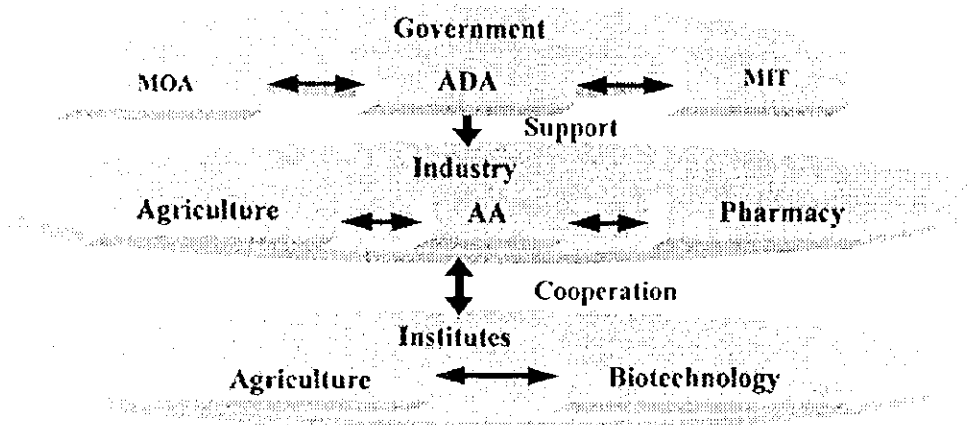 Government
MOA ADA MIT
Support
Industry
Agriculture AA Pharmacy
Cooperation
Institutes
Agriculture Biotechnology